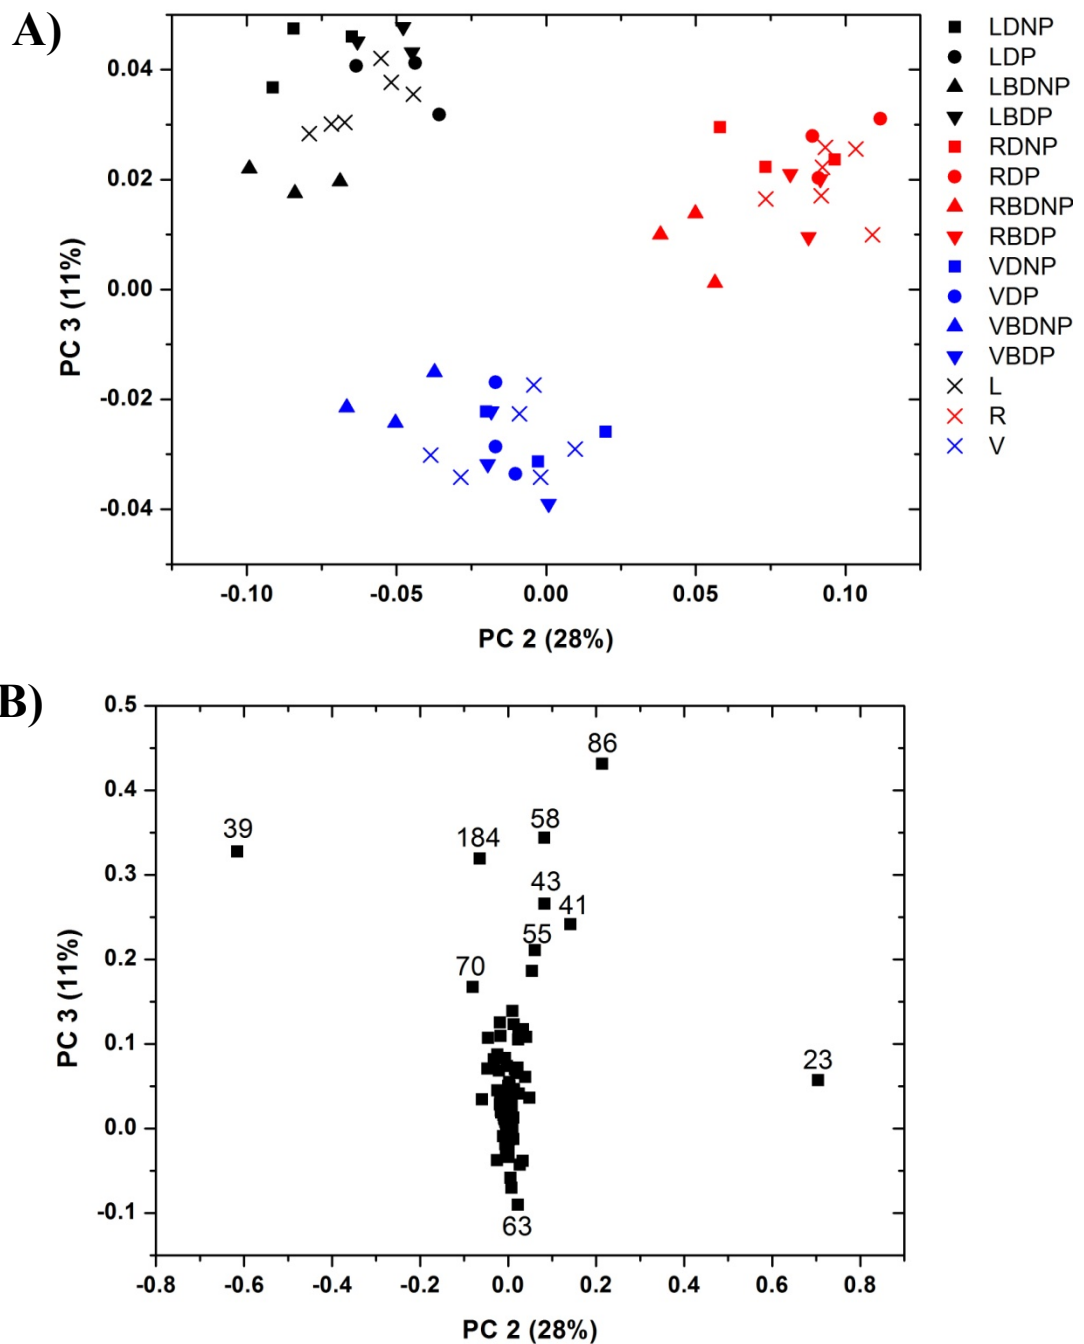 A)
0.04
0.02
0.00
-0.02
-0.04
PC 3 (11%)
-0.10 -0.05 0.00 0.05 0.10
PC 2 (28%)
LDNP
LDP
LBDNP
LBDP
RDNP
RDP
RBDNP
RBDP
VDNP
VDP
VBDNP
VBDP
L
R
V
B)
0.5
0.4
0.3
0.2
0.1
0.0
-0.1
PC 3 (11%)
86
39
184
58
43
41
55
70
23
63
-0.8 -0.6 -0.4 -0.2 0.0 0.2 0.4 0.6 0.8
PC 2 (28%)